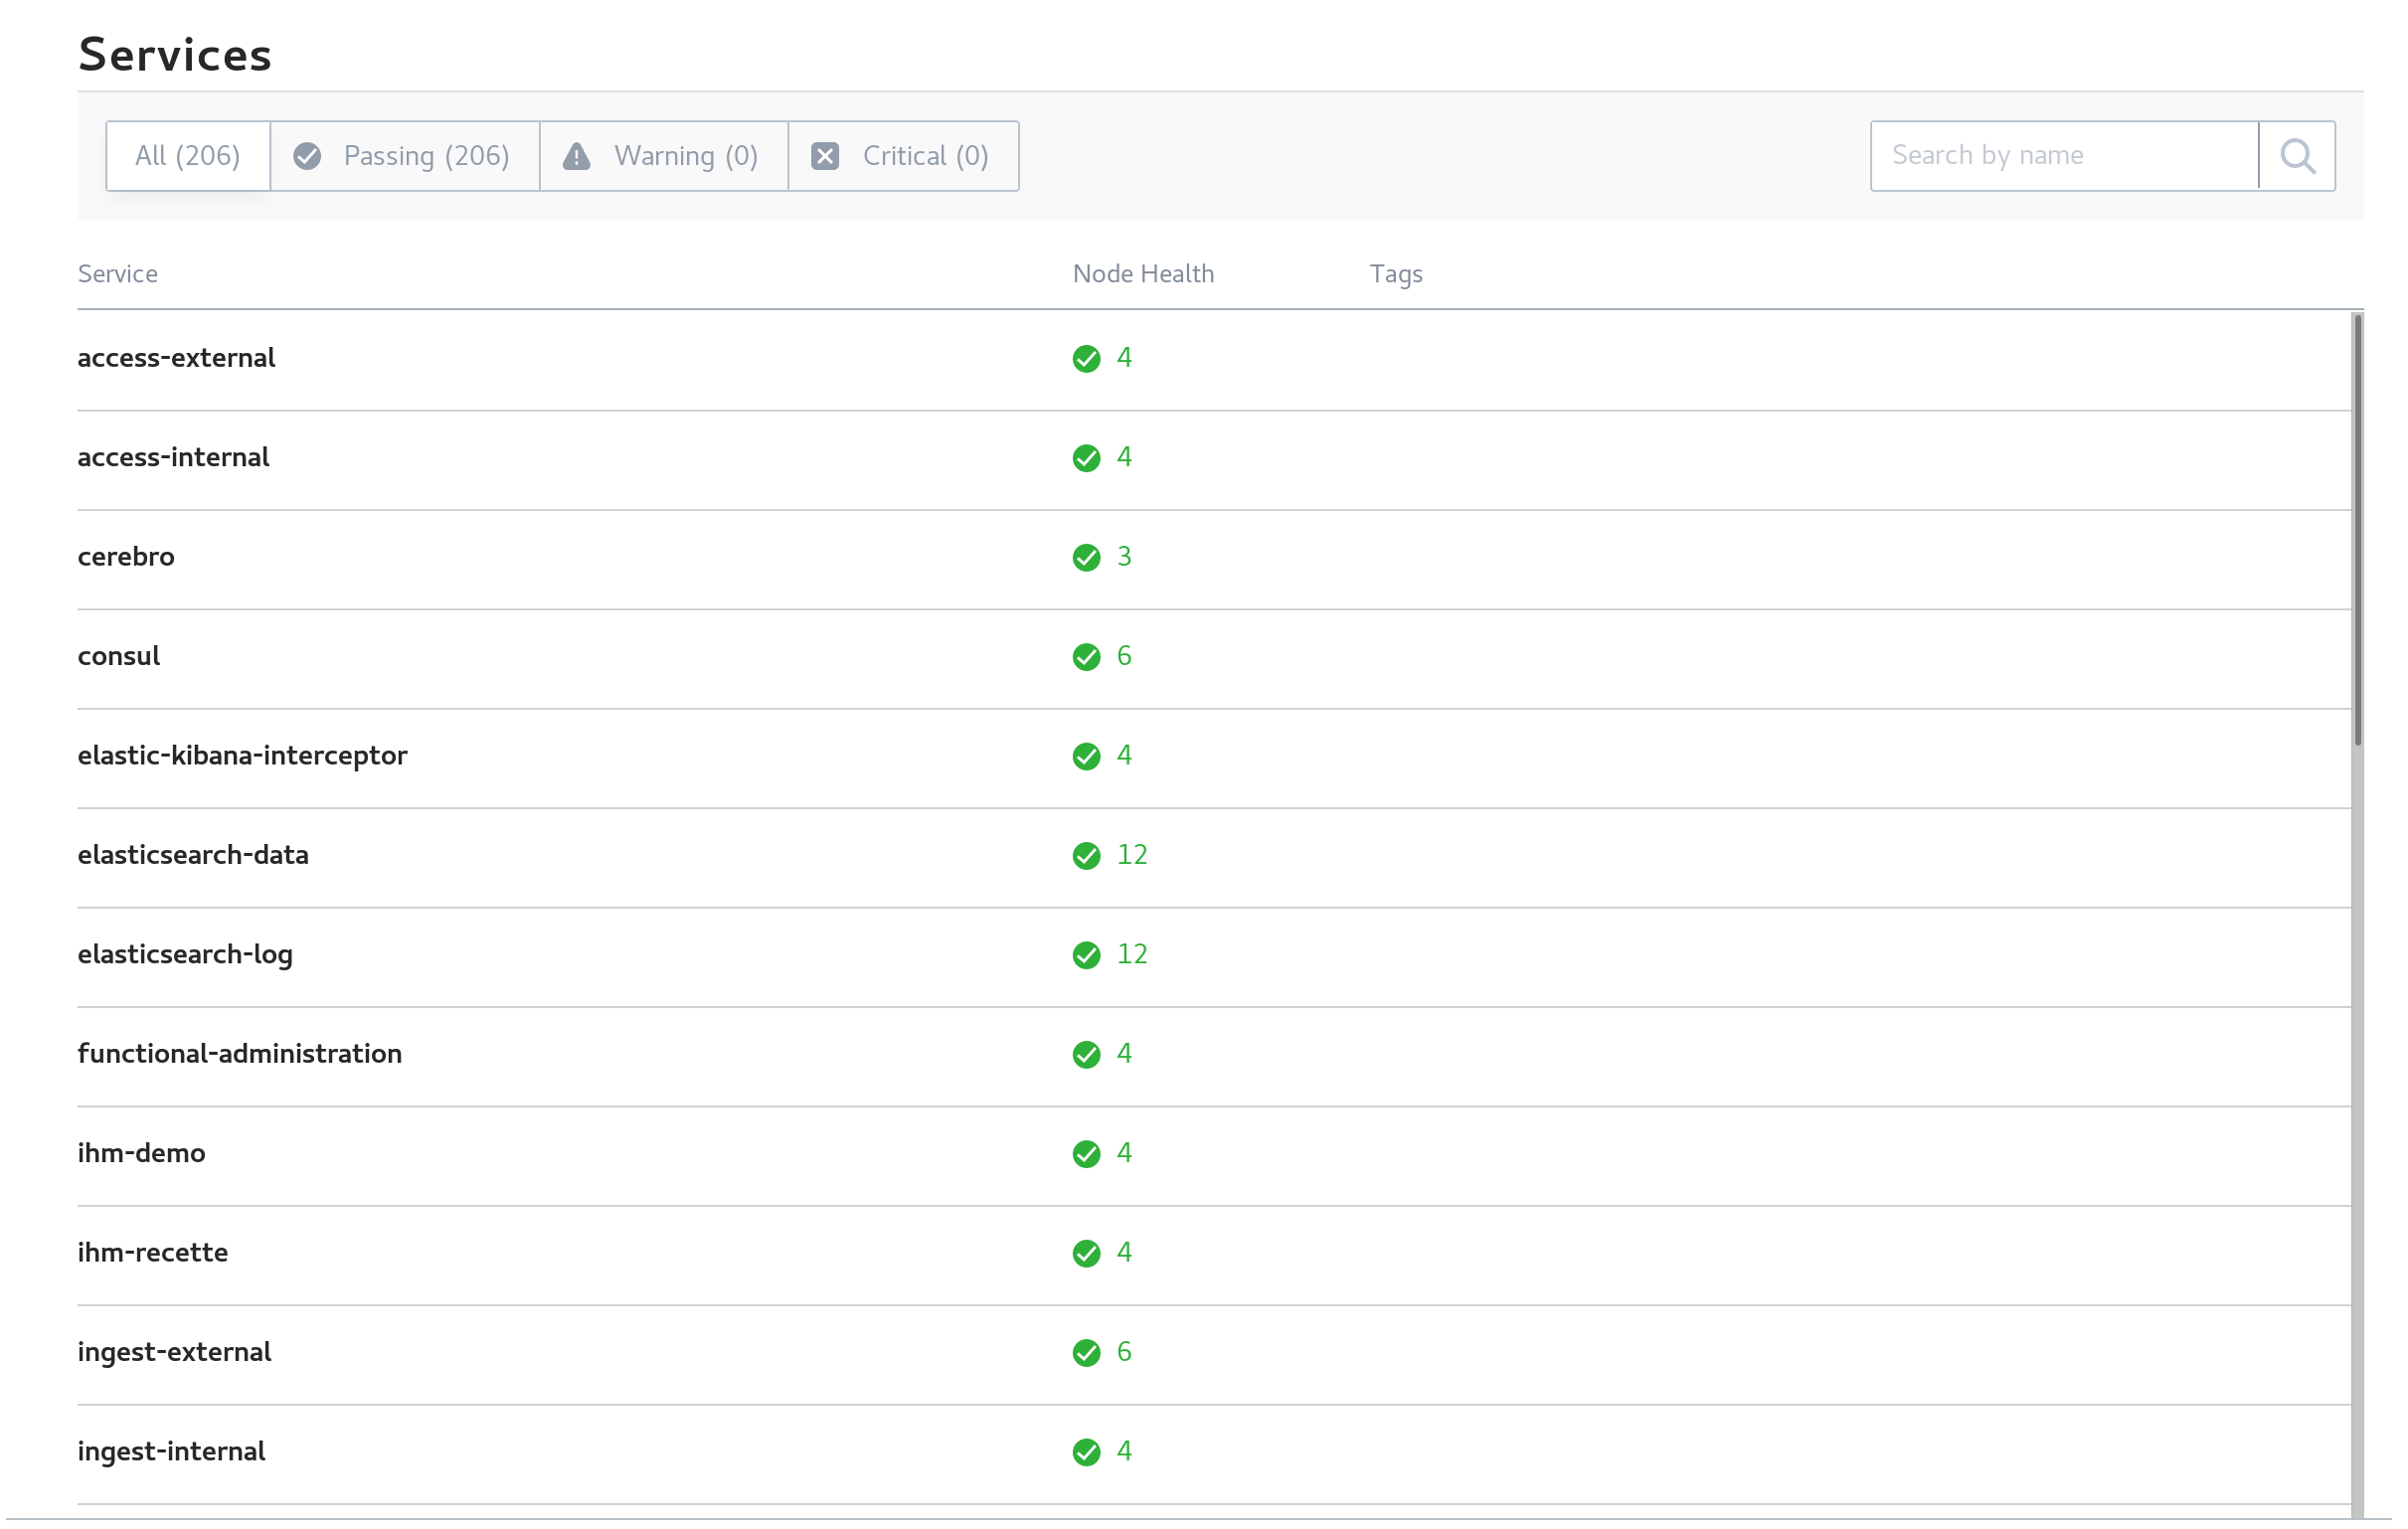 Services
All (206) Passing (206) Warning (0) Critical (0) Search by name
Service Node Health Tags
access-external 4
access-internal 4
cerebro 3
consul 6
elastic-kibana-interceptor 4
elasticsearch-data 12
elasticsearch-log 12
functional-administration 4
ihm-demo 4
ihm-recette 4
ingest-external 6
ingest-internal 4